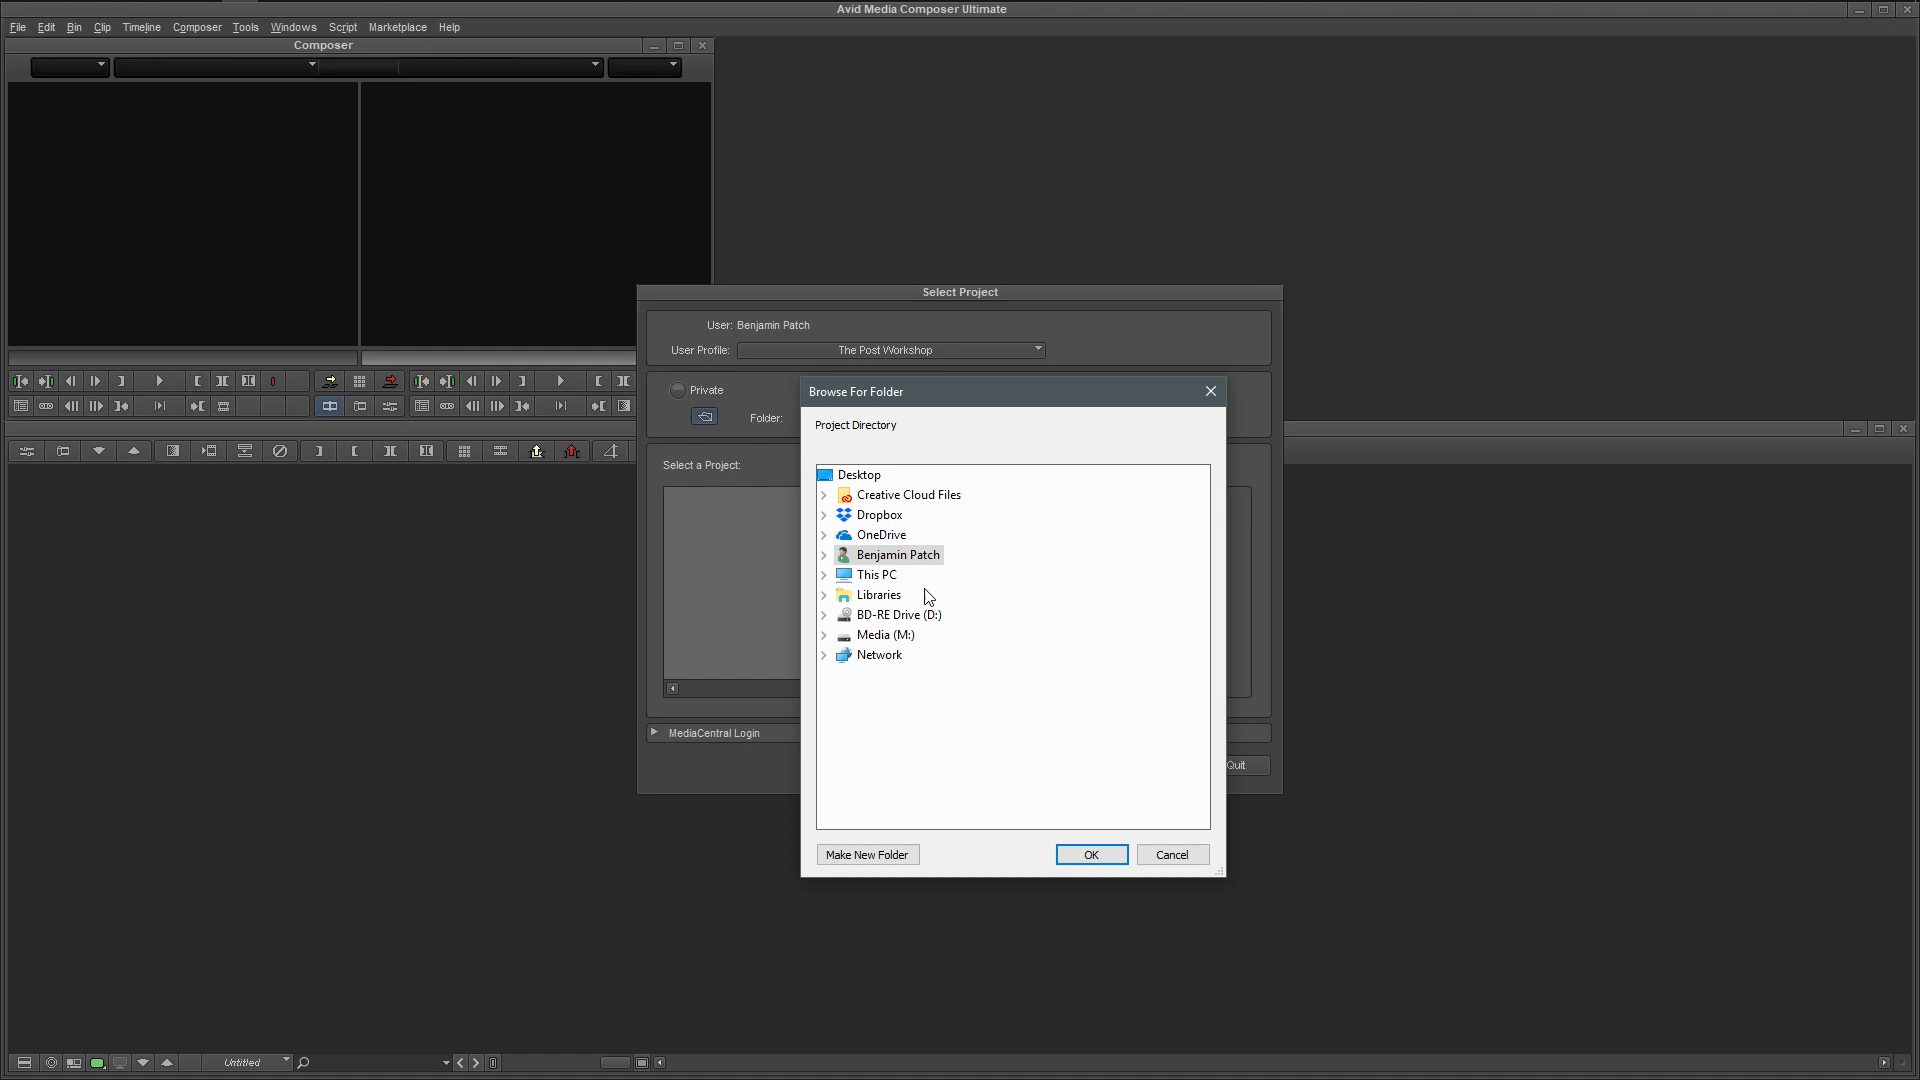 Avid Media Composer Ultimate
File Edit Bin Clip Timeline Composer Tools Windows Script Marketplace Help
Composer
Select Project
User: Benjamin Patch
User Profile: The Post Workshop
Private
Folder:
Select a Project:
MediaCentral Login
Quit
Browse For Folder
Project Directory
Desktop
Creative Cloud Files
Dropbox
OneDrive
Benjamin Patch
This PC
Libraries
BD-RE Drive (D:)
Media (M:)
Network
Make New Folder OK Cancel
Untitled